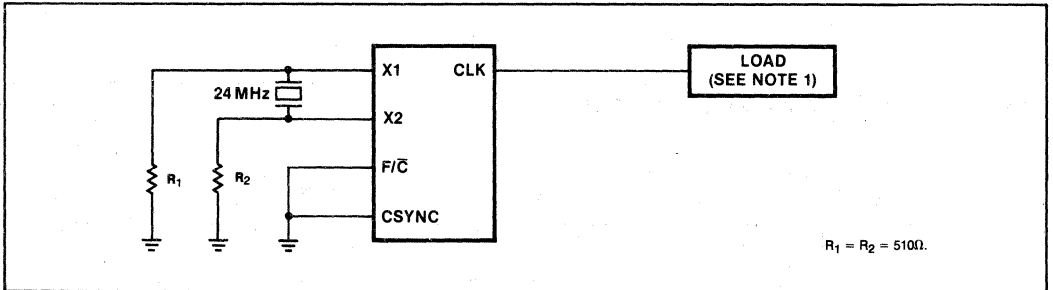 X1 CLK
LOAD
(SEE NOTE 1)
24 MHz
X2
F/C̅
R₁ R₂
CSYNC
R₁ = R₂ = 510Ω.